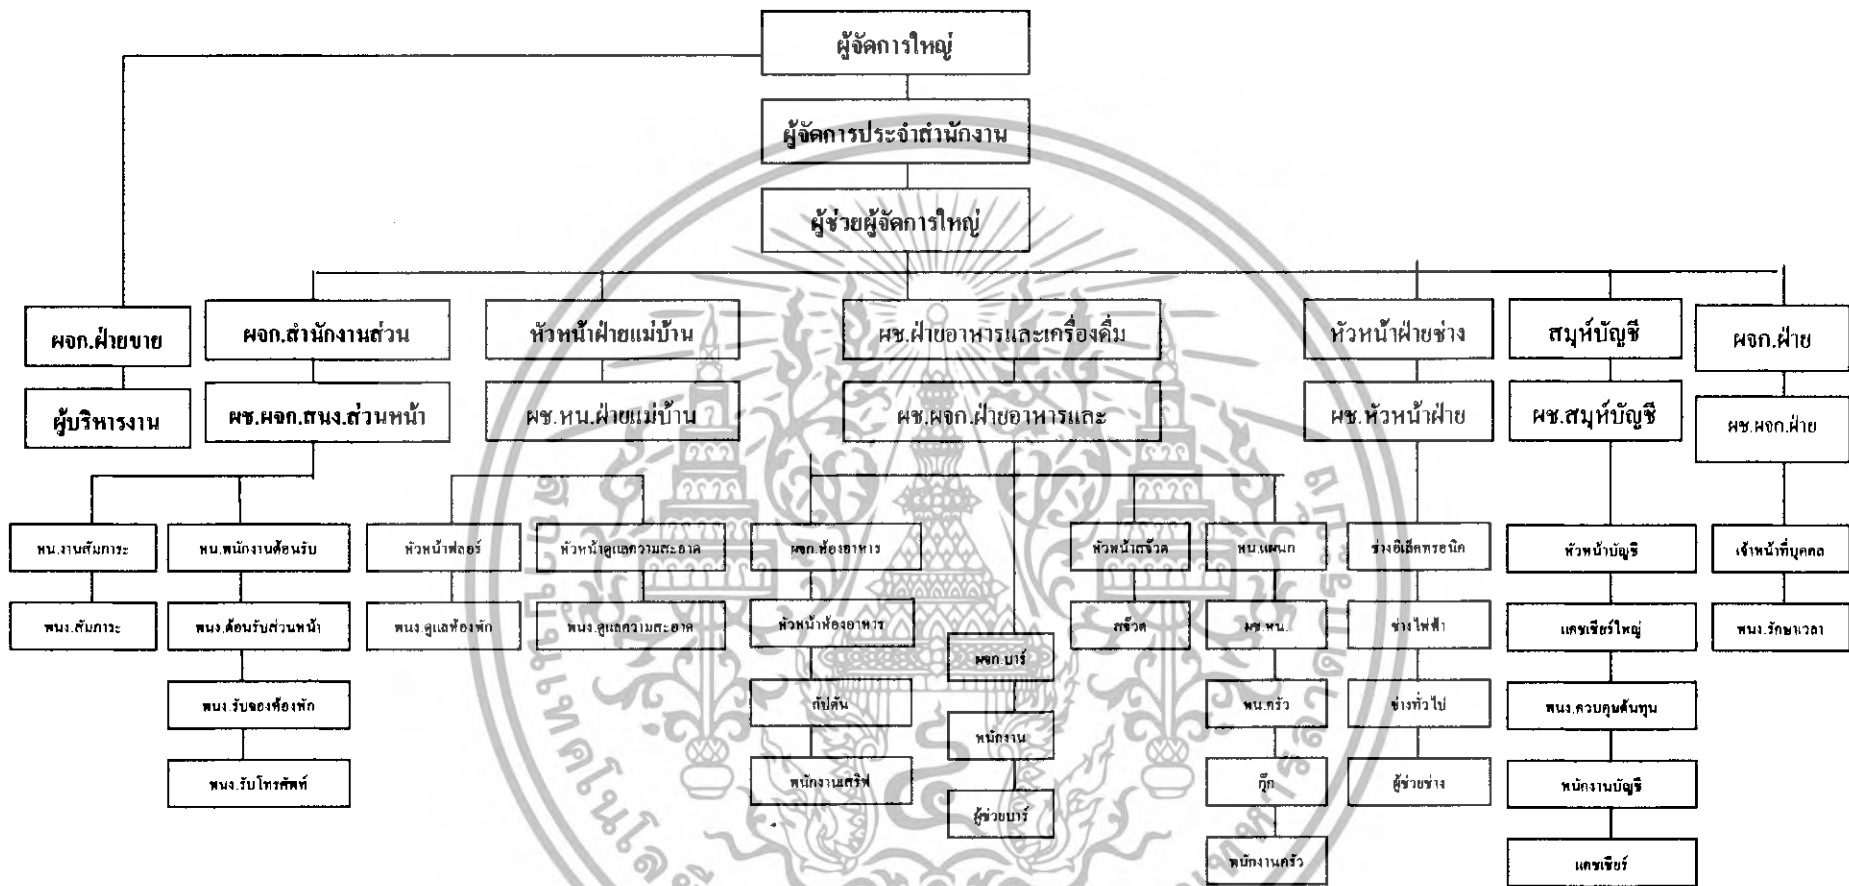 ผู้จัดการใหญ่
ผู้จัดการประจำสำนักงาน
ผู้ช่วยผู้จัดการใหญ่
ผจก.ฝ่ายขาย
ผจก.สำนักงานส่วน
หัวหน้าฝ่ายแม่บ้าน
ผช.ฝ่ายอาหารและเครื่องดื่ม
หัวหน้าฝ่ายช่าง
สมุห์บัญชี
ผจก.ฝ่าย
ผู้บริหารงาน
ผช.ผจก.สนง.ส่วนหน้า
ผช.หน.ฝ่ายแม่บ้าน
ผช.ผจก.ฝ่ายอาหารและ
ผช.หัวหน้าฝ่าย
ผช.สมุห์บัญชี
ผช.ผจก.ฝ่าย
หน.งานสัมภาระ
หน.พนักงานต้อนรับ
หัวหน้าฟลอร์
หัวหน้าดูแลความสะอาด
ผจก.ห้องอาหาร
หัวหน้าสจ๊วต
หน.แผนก
ช่างอิเล็คทรอนิค
หัวหน้าบัญชี
เจ้าหน้าที่บุคคล
พนง.สัมภาระ
พนง.ต้อนรับส่วนหน้า
พนง.ดูแลห้องพัก
พนง.ดูแลความสะอาด
หัวหน้าห้องอาหาร
สจ๊วต
ผช.หน.
ช่างไฟฟ้า
แคชเชียร์ใหญ่
พนง.รักษาเวลา
ผจก.บาร์
พนง.รับจองห้องพัก
กัปตัน
หน.ครัว
ช่างทั่วไป
พนง.ควบคุมต้นทุน
พนักงาน
พนง.รับโทรศัพท์
พนักงานเสริฟ
กุ๊ก
ผู้ช่วยช่าง
พนักงานบัญชี
ผู้ช่วยบาร์
พนักงานครัว
แคชเชียร์